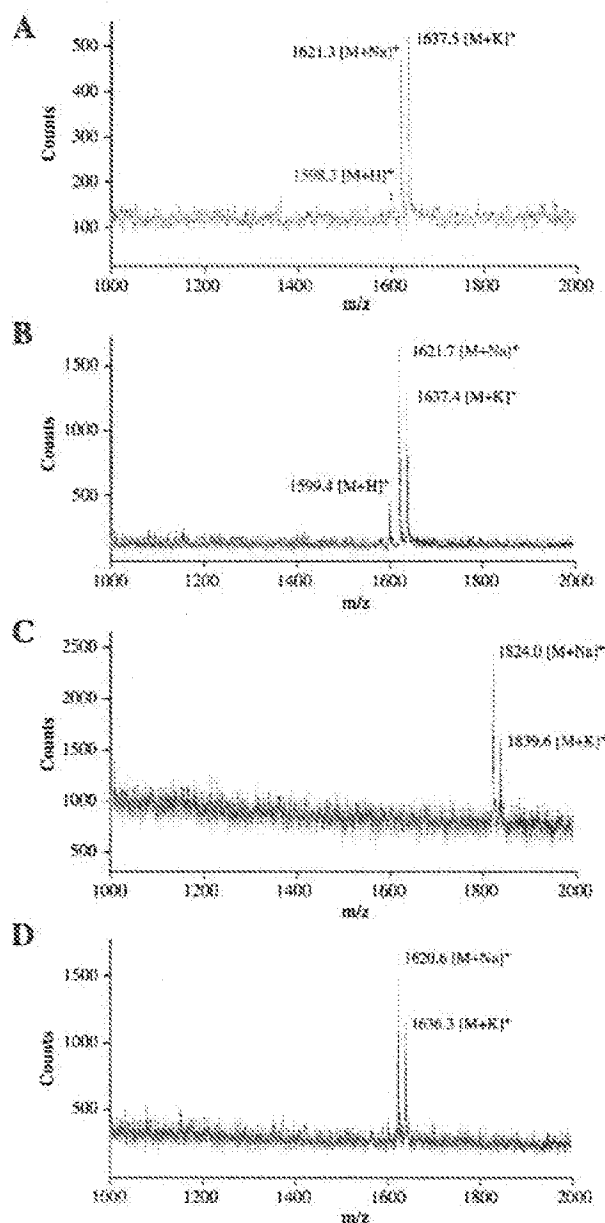 A
500
400
300
200
100
Counts
1621.3 [M+Na]⁺
1637.5 [M+K]⁺
1598.3 [M+H]⁺
1000 1200 1400 1600 1800 2000
m/z
B
1500
1000
500
Counts
1621.7 [M+Na]⁺
1637.4 [M+K]⁺
1599.4 [M+H]⁺
1000 1200 1400 1600 1800 2000
m/z
C
2500
2000
1500
1000
500
Counts
1824.0 [M+Na]⁺
1839.6 [M+K]⁺
1000 1200 1400 1600 1800 2000
m/z
D
1500
1000
500
Counts
1620.6 [M+Na]⁺
1636.3 [M+K]⁺
1000 1200 1400 1600 1800 2000
m/z